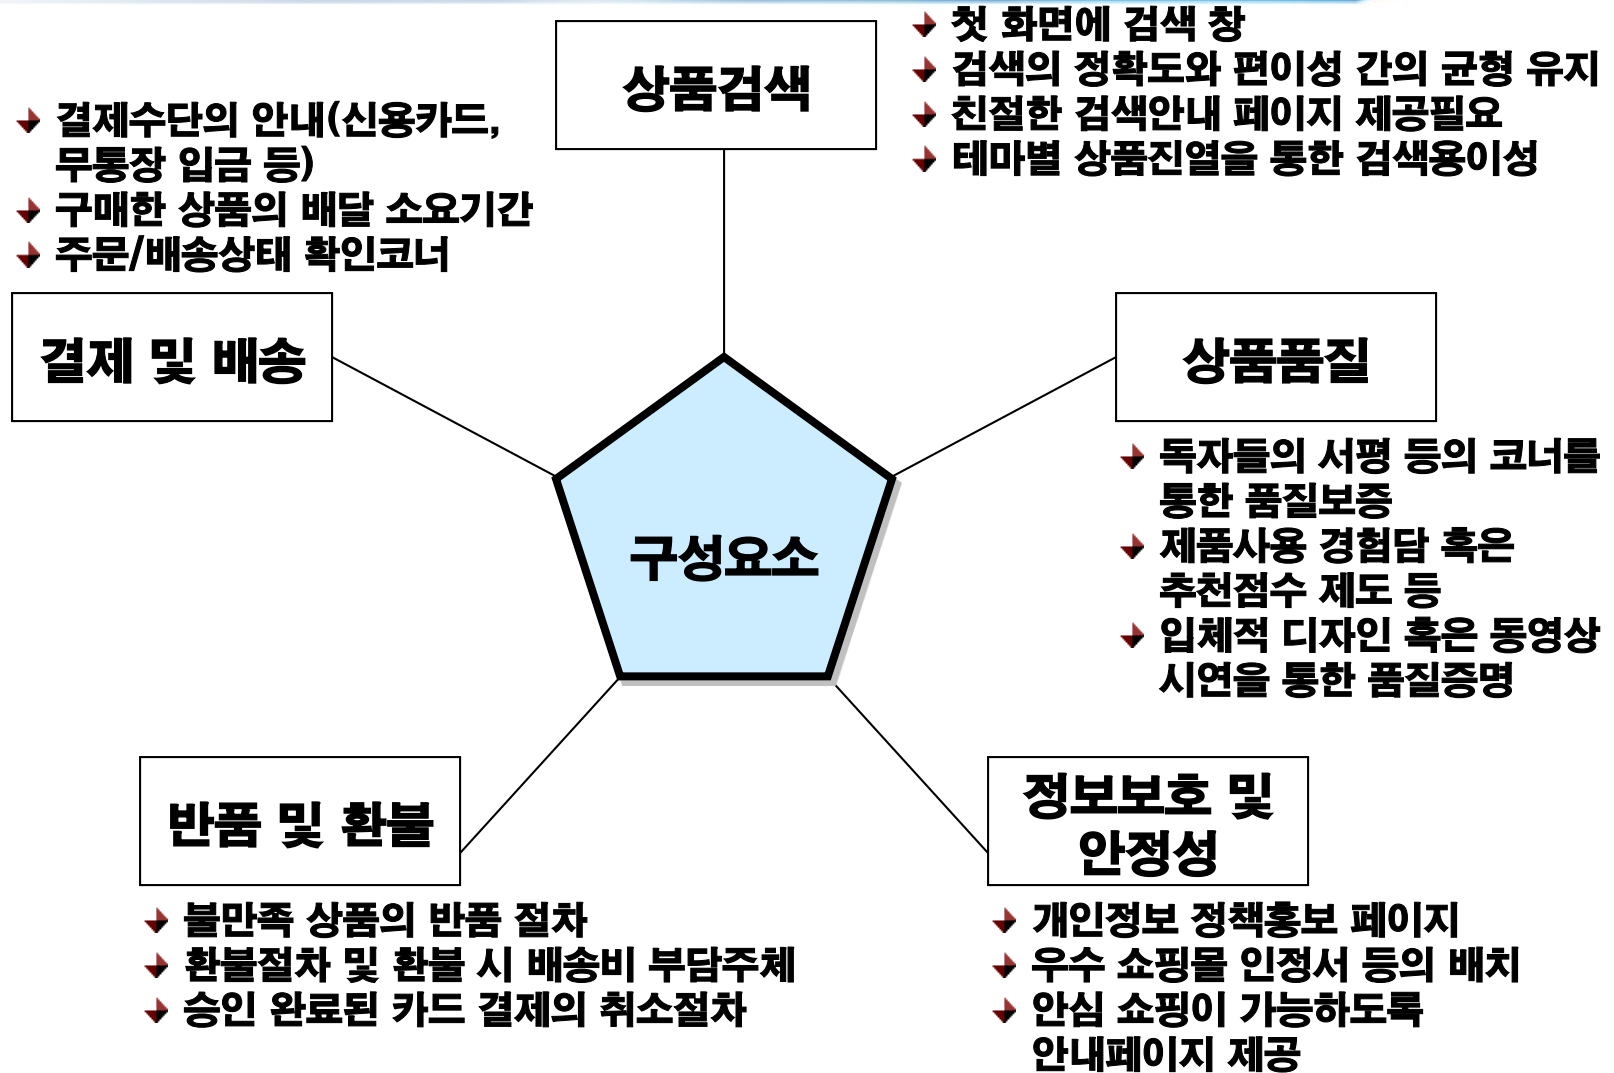 상품검색
첫 화면에 검색 창
검색의 정확도와 편이성 간의 균형 유지
친절한 검색안내 페이지 제공필요
테마별 상품진열을 통한 검색용이성
결제수단의 안내(신용카드,
무통장 입금 등)
구매한 상품의 배달 소요기간
주문/배송상태 확인코너
결제 및 배송
상품품질
독자들의 서평 등의 코너를
통한 품질보증
제품사용 경험담 혹은
추천점수 제도 등
입체적 디자인 혹은 동영상
시연을 통한 품질증명
구성요소
반품 및 환불
불만족 상품의 반품 절차
환불절차 및 환불 시 배송비 부담주체
승인 완료된 카드 결제의 취소절차
정보보호 및
안정성
개인정보 정책홍보 페이지
우수 쇼핑몰 인정서 등의 배치
안심 쇼핑이 가능하도록
안내페이지 제공